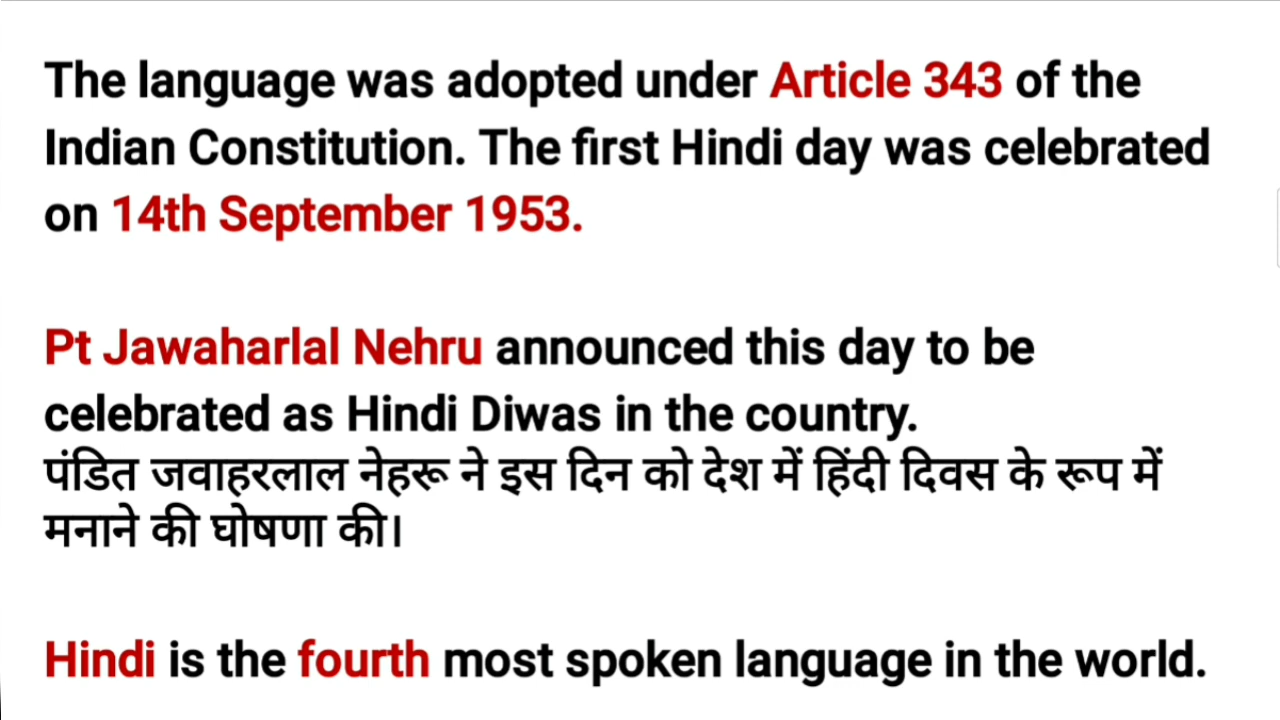 The language was adopted under Article 343 of the
Indian Constitution. The first Hindi day was celebrated
on 14th September 1953.
Pt Jawaharlal Nehru announced this day to be
celebrated as Hindi Diwas in the country.
पंडित जवाहरलाल नेहरू ने इस दिन को देश में हिंदी दिवस के रूप में
मनाने की घोषणा की।
Hindi is the fourth most spoken language in the world.